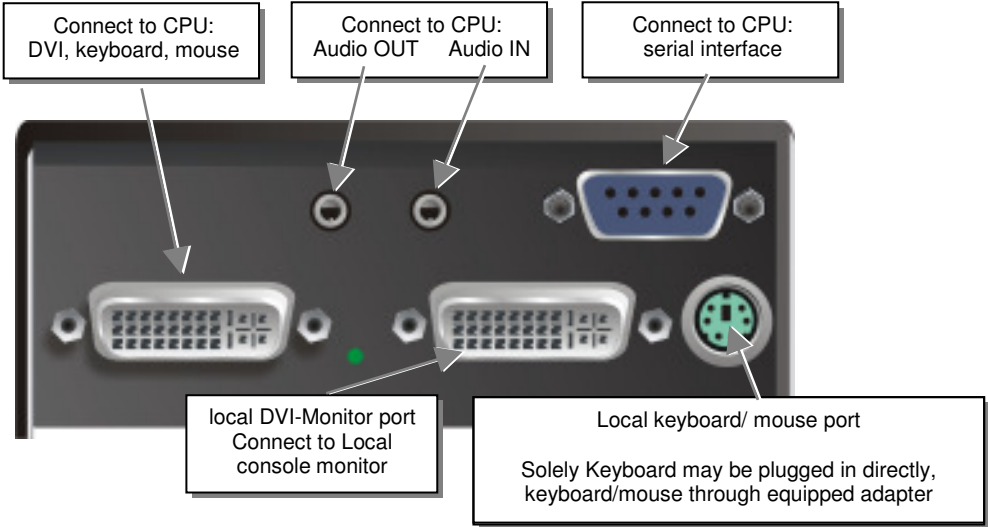 Connect to CPU:
DVI, keyboard, mouse
Connect to CPU:
Audio OUT Audio IN
Connect to CPU:
serial interface
local DVI-Monitor port
Connect to Local
console monitor
Local keyboard/ mouse port
Solely Keyboard may be plugged in directly,
keyboard/mouse through equipped adapter